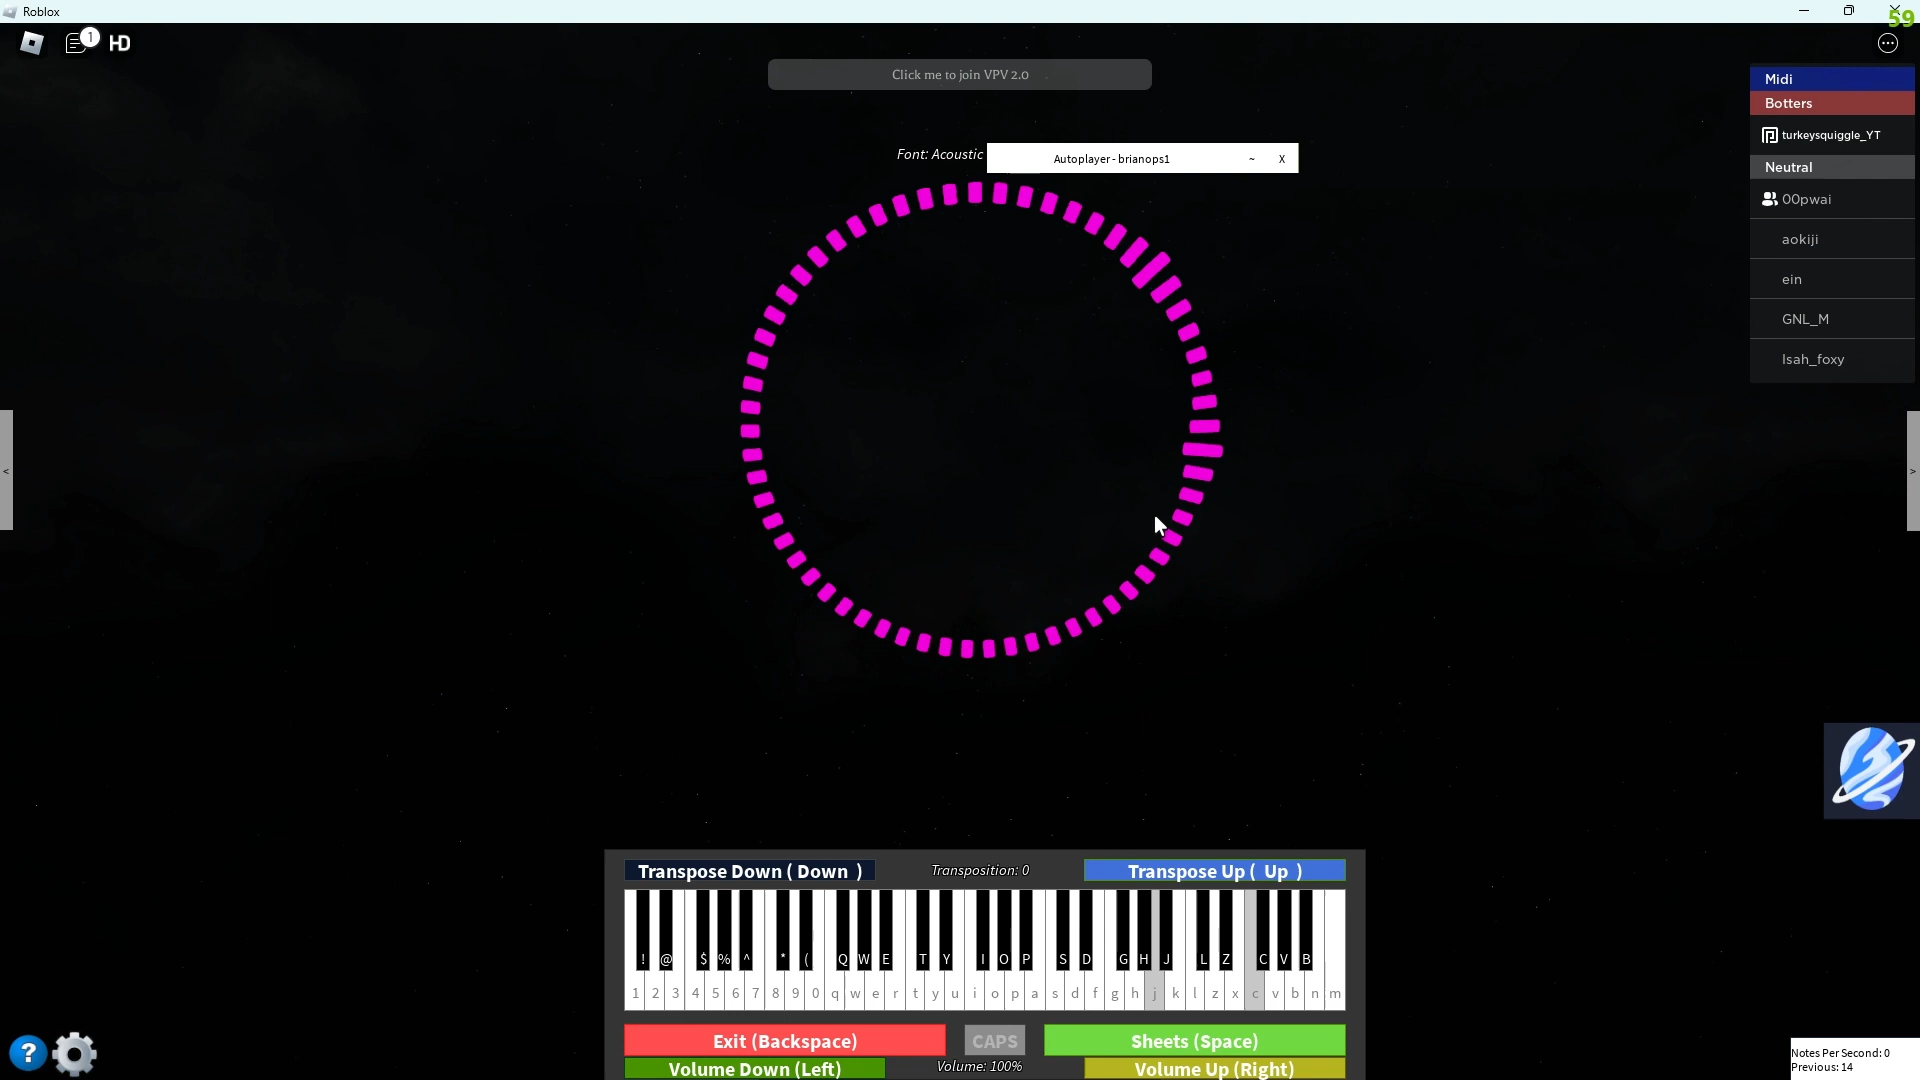 Roblox
59
1
HD
Click me to join VPV 2.0
Midi
Botters
turkeysquiggle_YT
Neutral
00pwai
aokiji
ein
GNL_M
Isah_foxy
Font: Acoustic
Autoplayer - brianops1 ~ X
< >
Transpose Down ( Down ) Transposition: 0 Transpose Up ( Up )
! @ $ % ^ * ( Q W E T Y I O P S D G H J L Z C V B
1 2 3 4 5 6 7 8 9 0 q w e r t y u i o p a s d f g h j k l z x c v b n m
Exit (Backspace) CAPS Sheets (Space)
Volume Down (Left) Volume: 100% Volume Up (Right)
?
Notes Per Second: 0
Previous: 14